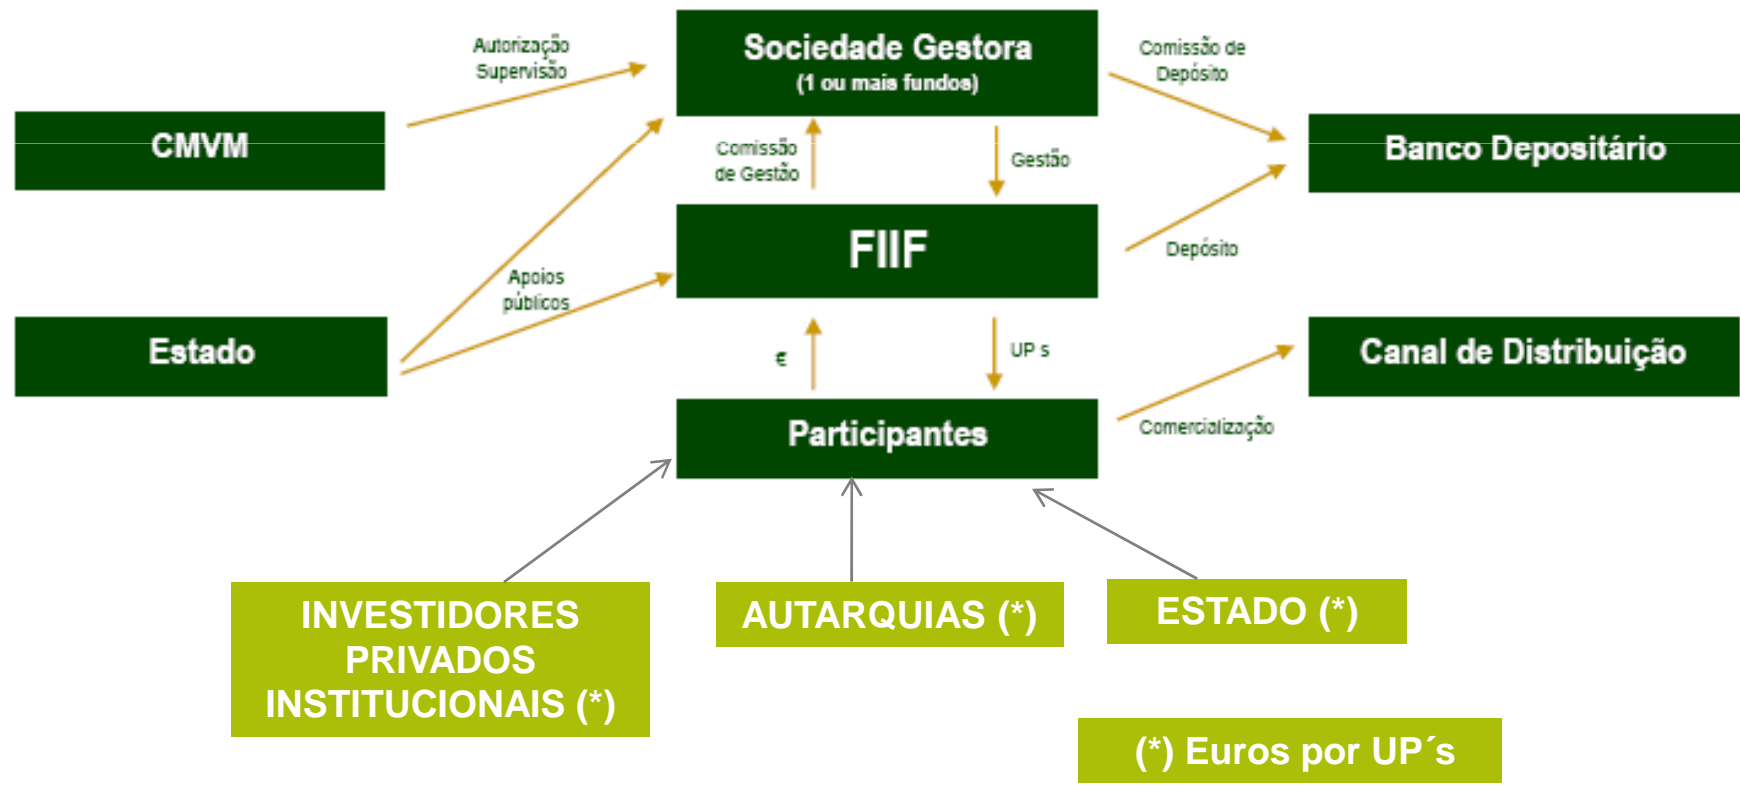 Autorização
Supervisão
Sociedade Gestora
(1 ou mais fundos)
Comissão de
Depósito
CMVM
Comissão
de Gestão
Gestão
Banco Depositário
FIIF
Depósito
Apoios
públicos
Estado
€
UP s
Canal de Distribuição
Participantes
Comercialização
INVESTIDORES
PRIVADOS
INSTITUCIONAIS (*)
AUTARQUIAS (*)
ESTADO (*)
(*) Euros por UP´s